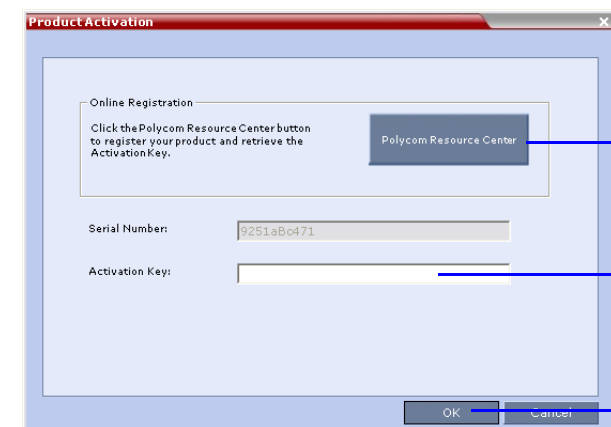 Product Activation
Online Registration
Click the Polycom Resource Center button
to register your product and retrieve the
Activation Key.
Polycom Resource Center
Serial Number:
9251aBc471
Activation Key:
OK
Cancel